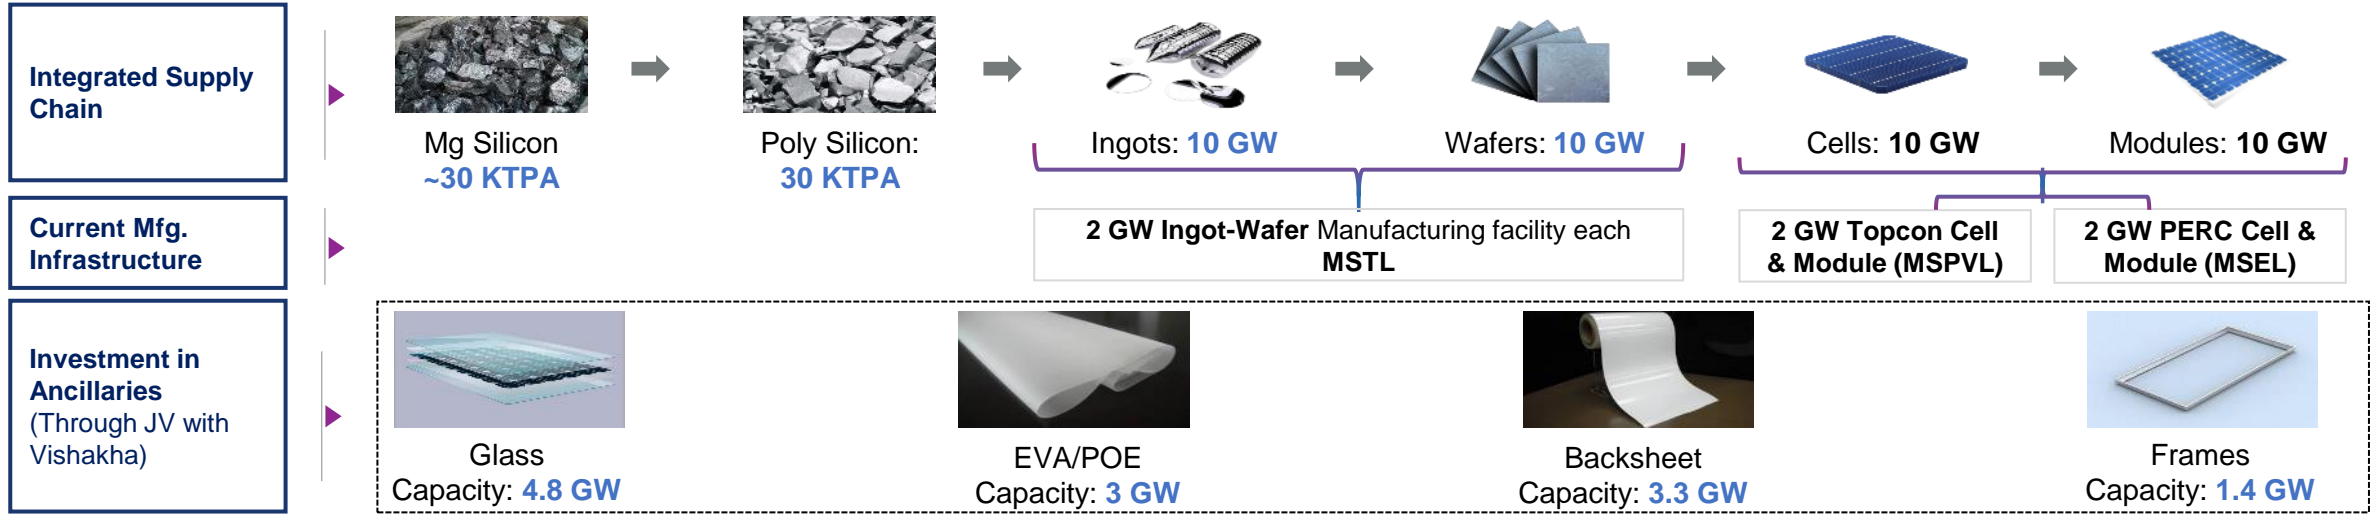 Integrated Supply
Chain
Mg Silicon
~30 KTPA
Poly Silicon:
30 KTPA
Ingots: 10 GW
Wafers: 10 GW
Cells: 10 GW
Modules: 10 GW
Current Mfg.
Infrastructure
2 GW Ingot-Wafer Manufacturing facility each
MSTL
2 GW Topcon Cell
& Module (MSPVL)
2 GW PERC Cell &
Module (MSEL)
Investment in
Ancillaries
(Through JV with
Vishakha)
Glass
Capacity: 4.8 GW
EVA/POE
Capacity: 3 GW
Backsheet
Capacity: 3.3 GW
Frames
Capacity: 1.4 GW